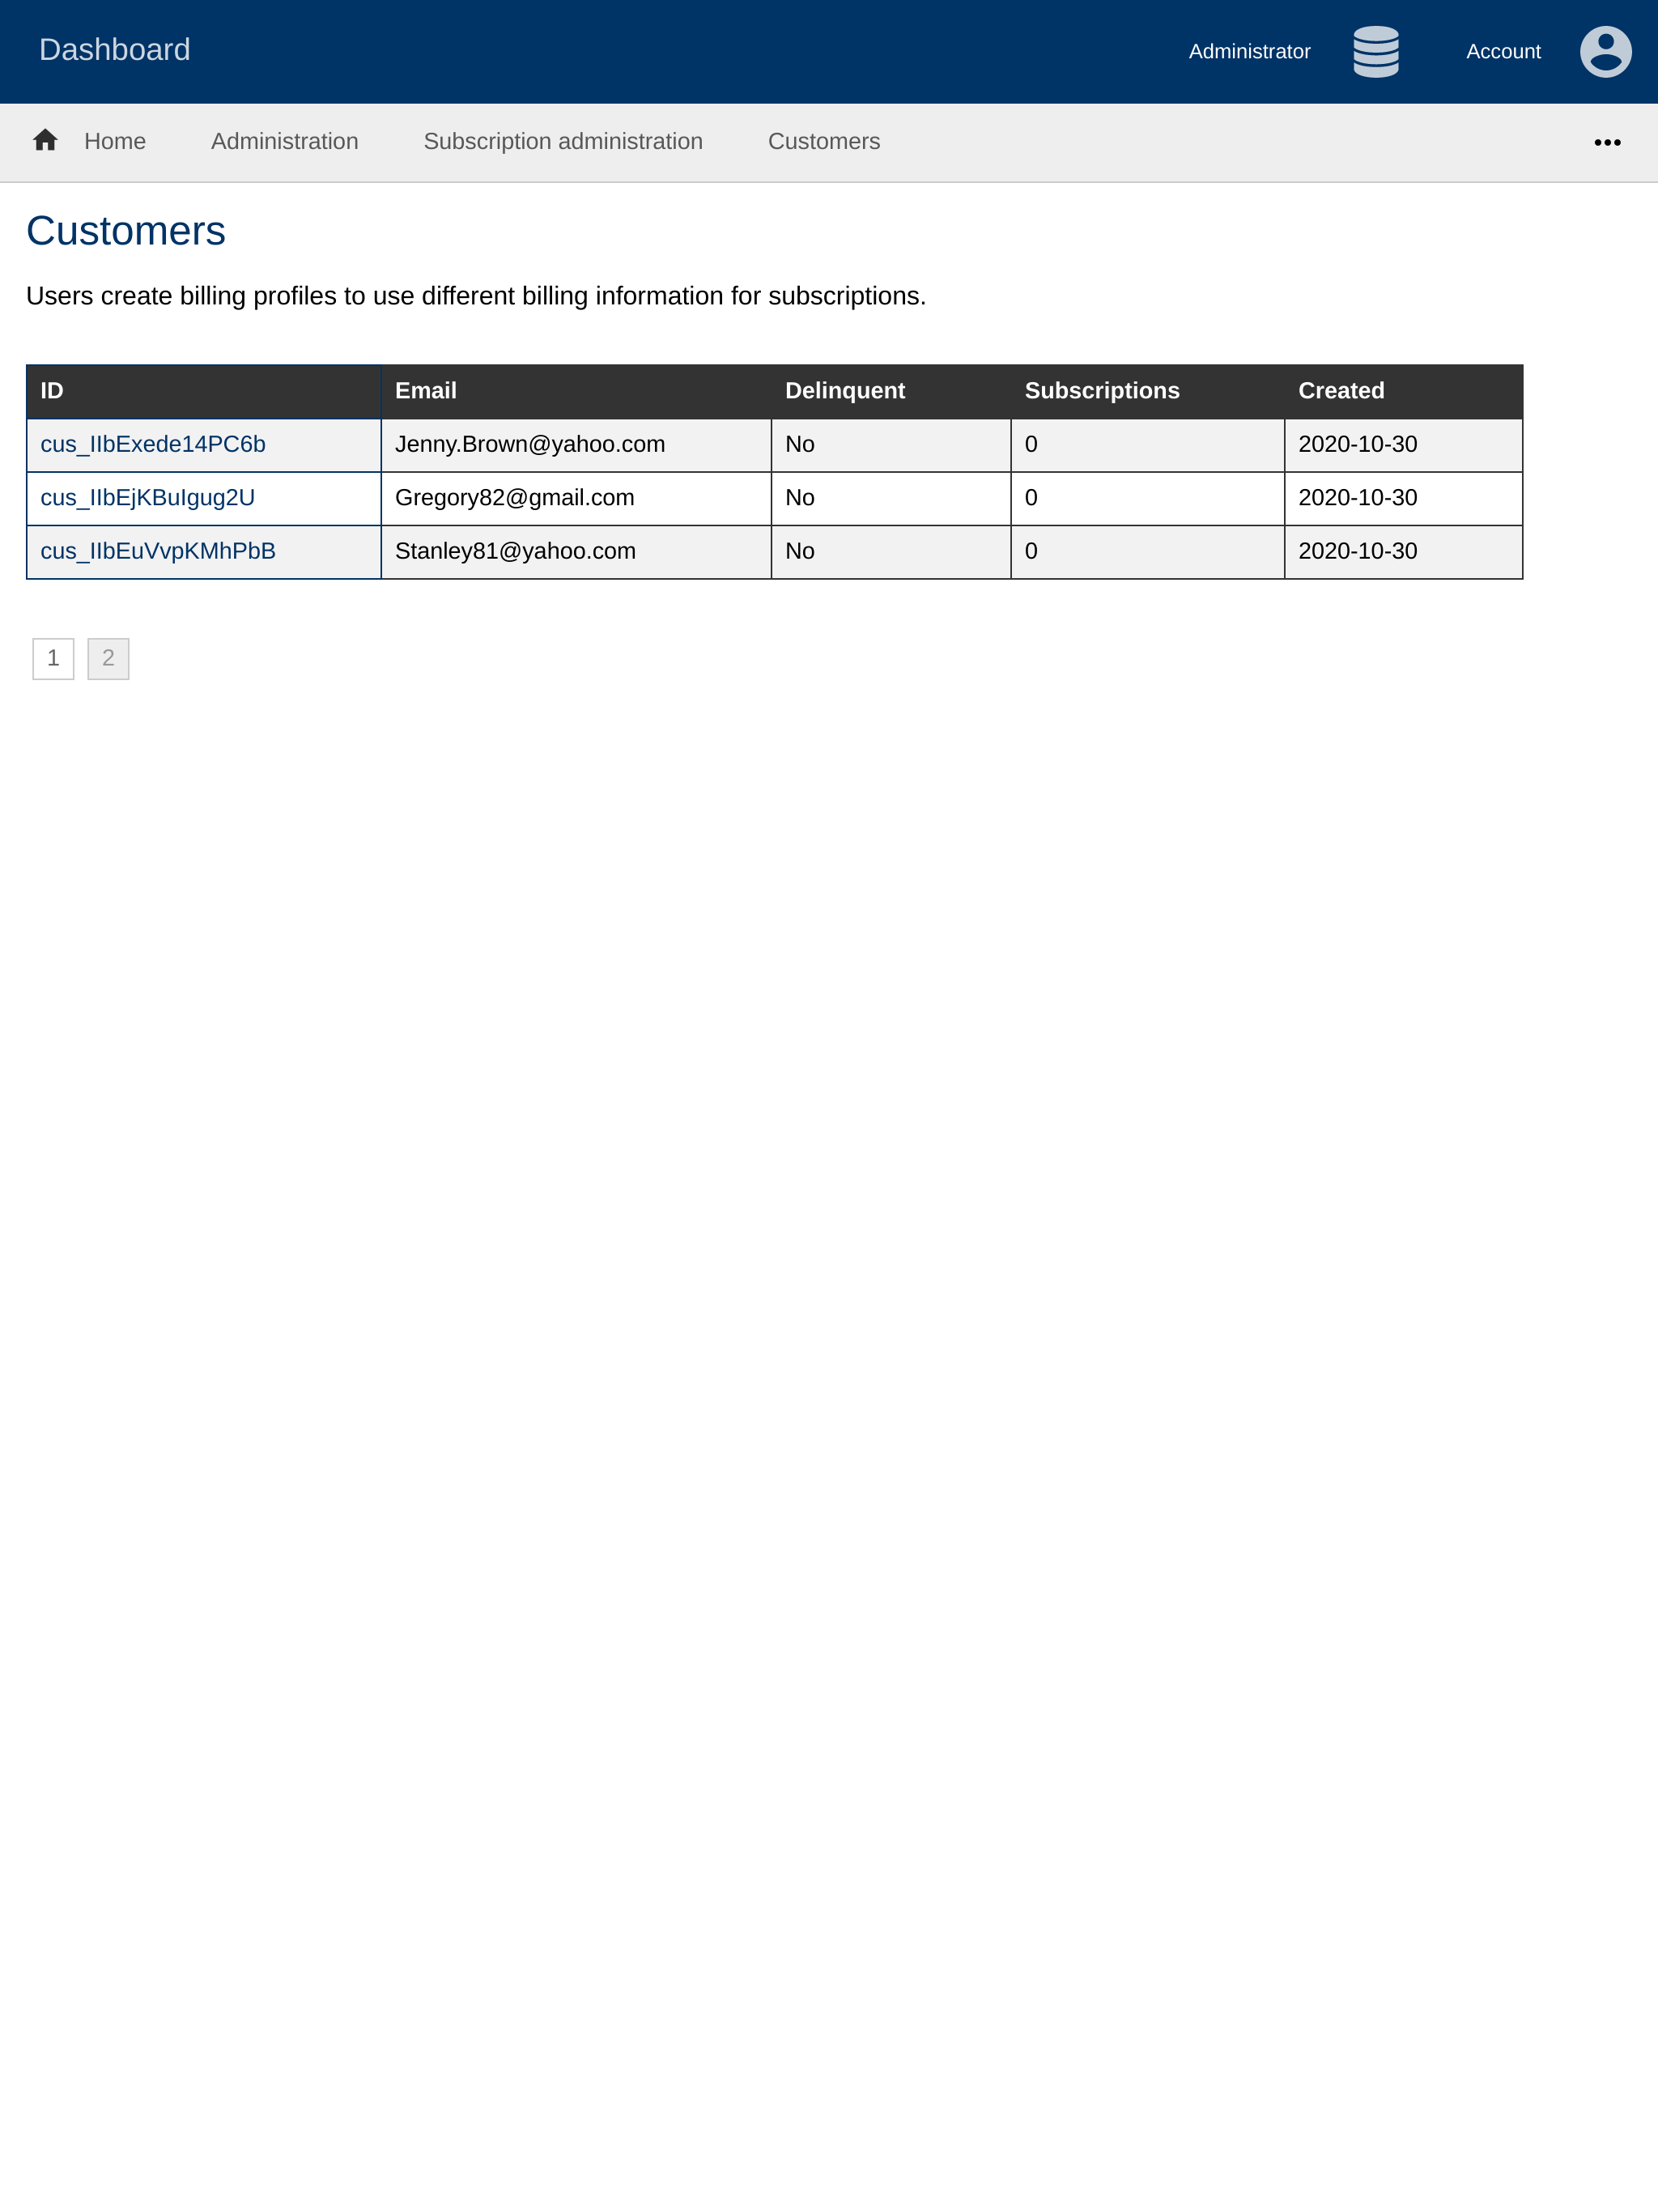 Dashboard Administrator Account
Home Administration Subscription administration Customers
Customers
Users create billing profiles to use different billing information for subscriptions.
ID Email Delinquent Subscriptions Created
cus_IIbExede14PC6b Jenny.Brown@yahoo.com No 0 2020-10-30
cus_IIbEjKBuIgug2U Gregory82@gmail.com No 0 2020-10-30
cus_IIbEuVvpKMhPbB Stanley81@yahoo.com No 0 2020-10-30
1 2